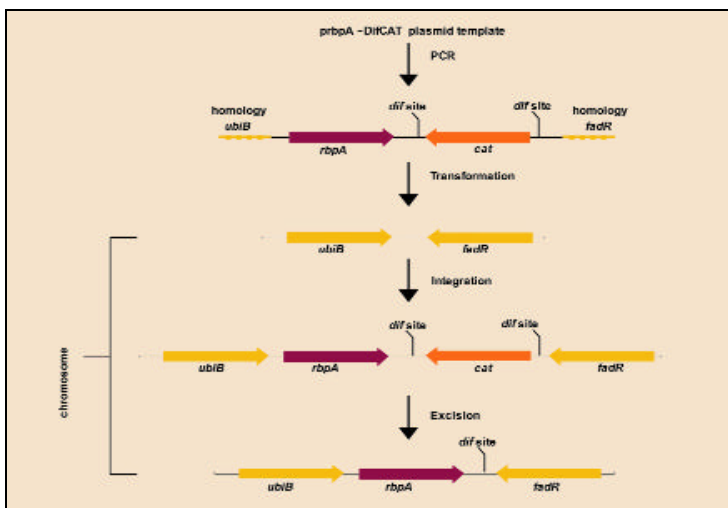 prbpA –DifCAT plasmid template
PCR
dif site
dif site
homology
homology
ubiB
fadR
rbpA
cat
Transformation
ubiB
fadR
Integration
dif site
dif site
ubiB
rbpA
cat
fadR
chromosome
Excision
dif site
ubiB
rbpA
fadR